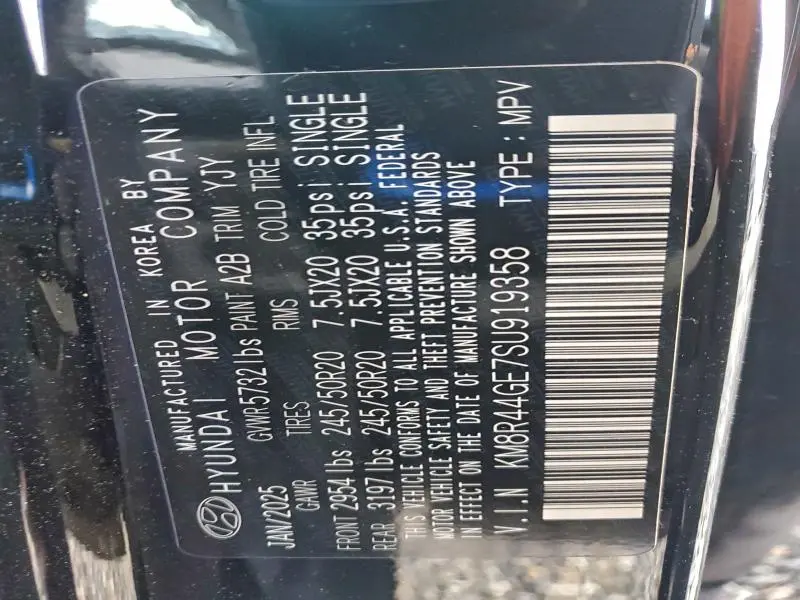 MANUFACTURED IN KOREA BY
HYUNDAI MOTOR COMPANY
JAN/2025 GVWR5732lbs PAINT A2B TRIM YJY
GAWR TIRES RIMS COLD TIRE INFL
FRONT 2954 lbs 245/50R20 7.5JX20 35psi SINGLE
REAR 3197 lbs 245/50R20 7.5JX20 35psi SINGLE
THIS VEHICLE CONFORMS TO ALL APPLICABLE U.S.A. FEDERAL
MOTOR VEHICLE SAFETY AND THEFT PREVENTION STANDARDS
IN EFFECT ON THE DATE OF MANUFACTURE SHOWN ABOVE
V.I.N KM8R44GE7SU919358 TYPE : MPV